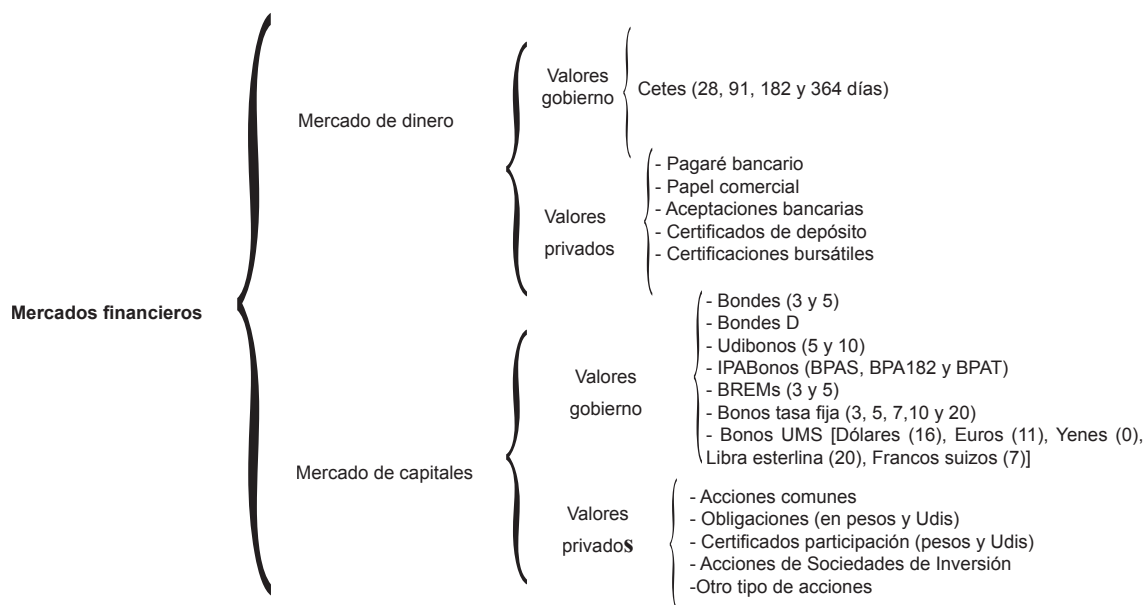 Mercados financieros
Mercado de dinero
Valores
gobierno
Cetes (28, 91, 182 y 364 días)
Valores
privados
- Pagaré bancario
- Papel comercial
- Aceptaciones bancarias
- Certificados de depósito
- Certificaciones bursátiles
Mercado de capitales
Valores
gobierno
- Bondes (3 y 5)
- Bondes D
- Udibonos (5 y 10)
- IPABonos (BPAS, BPA182 y BPAT)
- BREMs (3 y 5)
- Bonos tasa fija (3, 5, 7,10 y 20)
- Bonos UMS [Dólares (16), Euros (11), Yenes (0),
Libra esterlina (20), Francos suizos (7)]
Valores
privados
- Acciones comunes
- Obligaciones (en pesos y Udis)
- Certificados participación (pesos y Udis)
- Acciones de Sociedades de Inversión
-Otro tipo de acciones